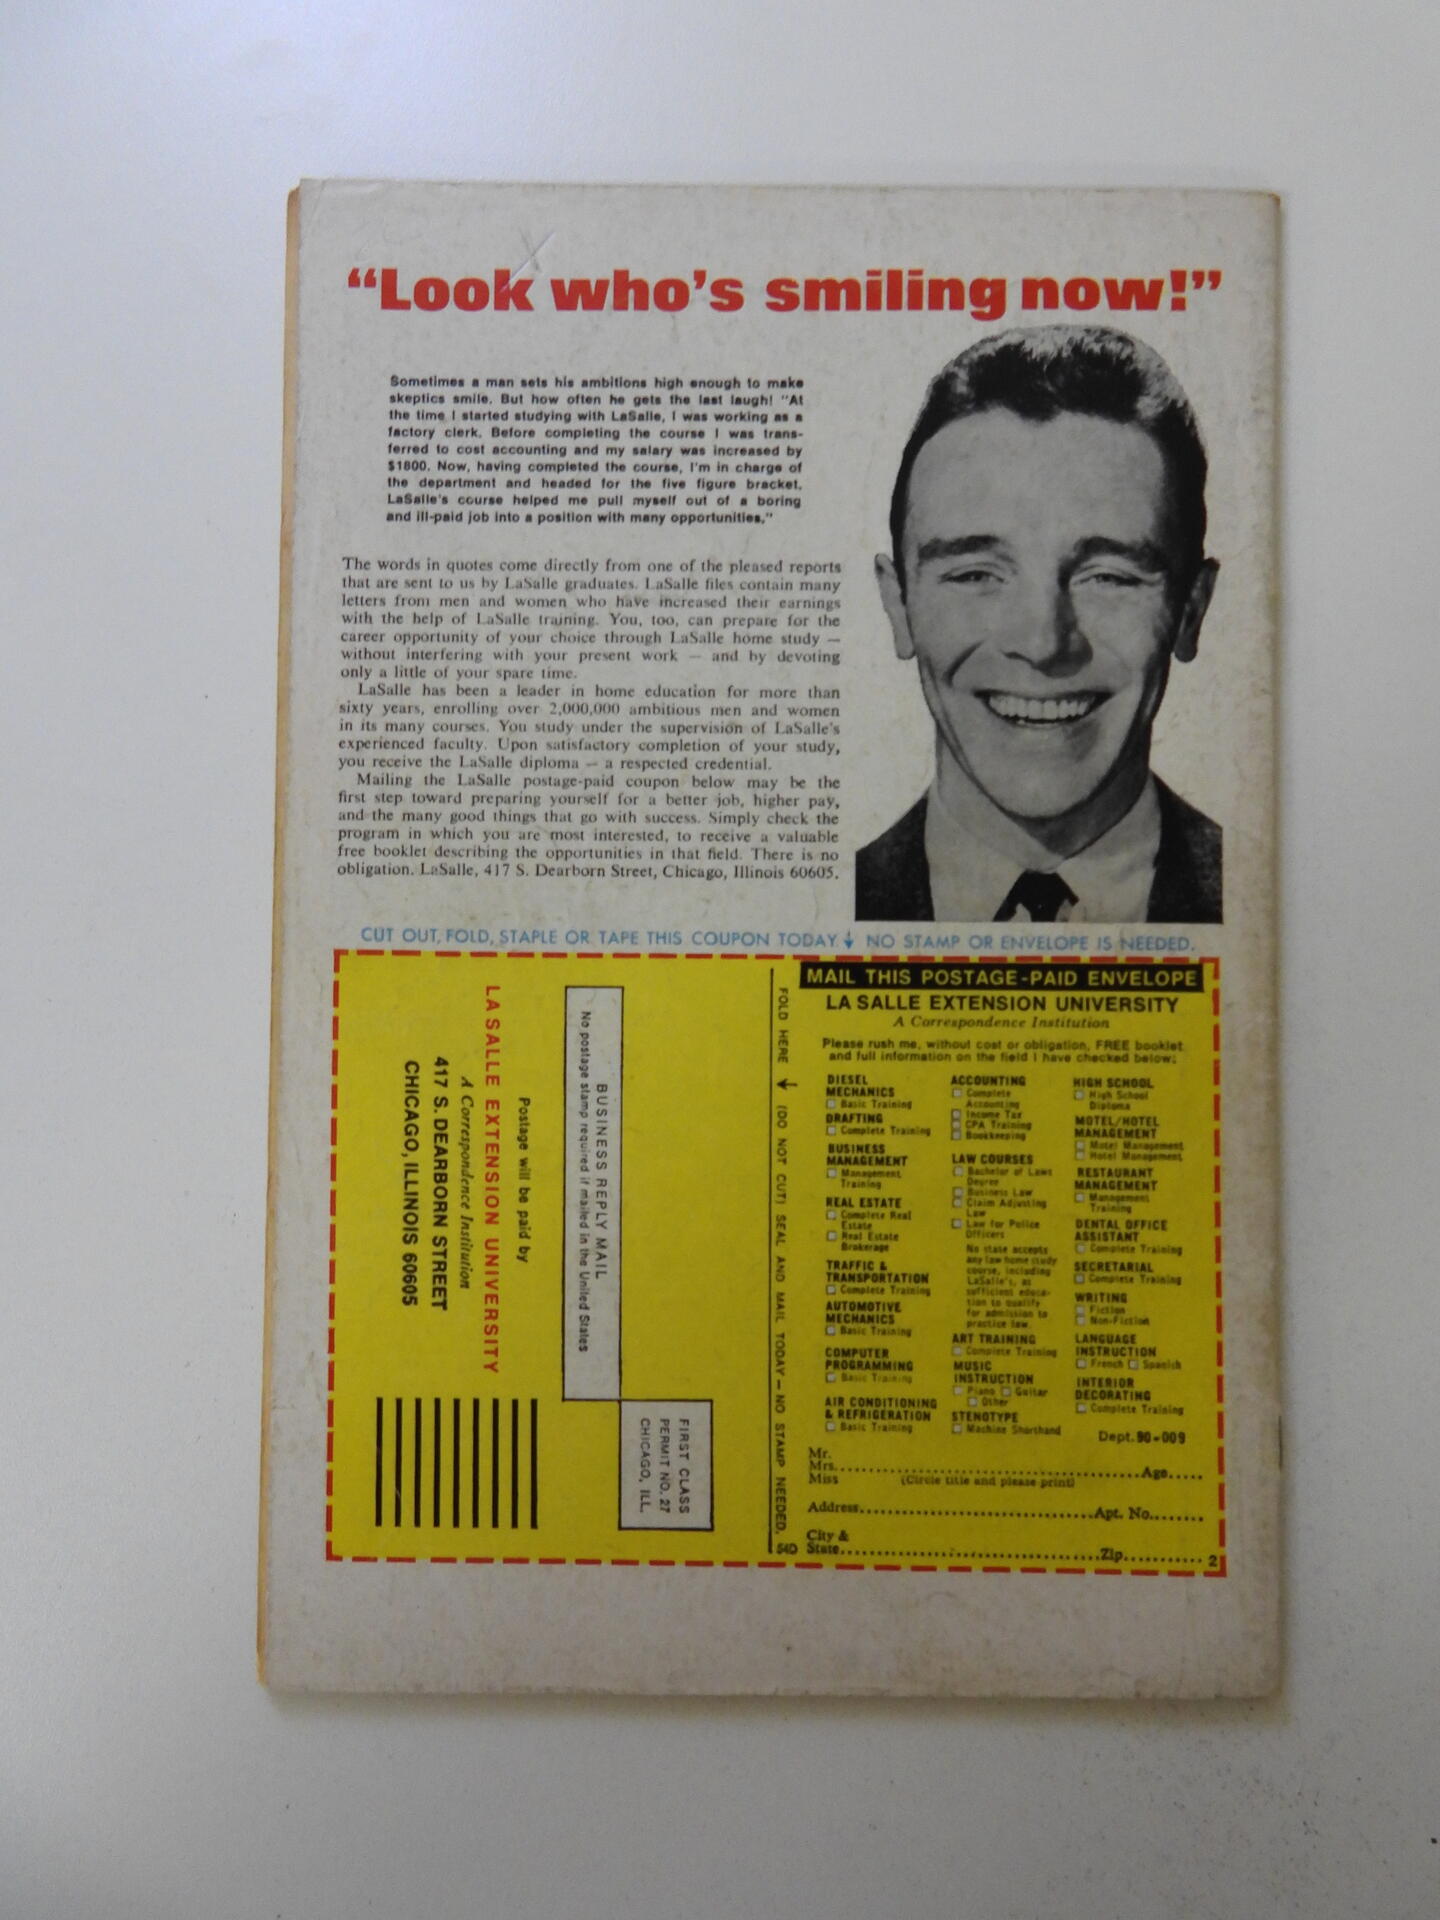 “Look who's smiling now!”
Sometimes a man sets his ambitions high enough to make
skeptics smile. But how often he gets the last laugh! "At
the time I started studying with LaSalle, I was working as a
factory clerk. Before completing the course I was trans-
ferred to cost accounting and my salary was increased by
$1800. Now, having completed the course, I'm in charge of
the department and headed for the five figure bracket.
LaSalle's course helped me pull myself out of a boring
and ill-paid job into a position with many opportunities."
The words in quotes come directly from one of the pleased reports
that are sent to us by LaSalle graduates. LaSalle files contain many
letters from men and women who have increased their earnings
with the help of LaSalle training. You, too, can prepare for the
career opportunity of your choice through LaSalle home study —
without interfering with your present work — and by devoting
only a little of your spare time.
LaSalle has been a leader in home education for more than
sixty years, enrolling over 2,000,000 ambitious men and women
in its many courses. You study under the supervision of LaSalle's
experienced faculty. Upon satisfactory completion of your study,
you receive the LaSalle diploma — a respected credential.
Mailing the LaSalle postage-paid coupon below may be the
first step toward preparing yourself for a better job, higher pay,
and the many good things that go with success. Simply check the
program in which you are most interested, to receive a valuable
free booklet describing the opportunities in that field. There is no
obligation. LaSalle, 417 S. Dearborn Street, Chicago, Illinois 60605.
CUT OUT, FOLD, STAPLE OR TAPE THIS COUPON TODAY ↓ NO STAMP OR ENVELOPE IS NEEDED.
FIRST CLASS
PERMIT NO. 27
CHICAGO, ILL.
BUSINESS REPLY MAIL
No postage stamp required if mailed in the United States
Postage will be paid by
LA SALLE EXTENSION UNIVERSITY
A Correspondence Institution
417 S. DEARBORN STREET
CHICAGO, ILLINOIS 60605
FOLD HERE ↓ (DO NOT CUT) SEAL AND MAIL TODAY — NO STAMP NEEDED. 54D
MAIL THIS POSTAGE-PAID ENVELOPE
LA SALLE EXTENSION UNIVERSITY
A Correspondence Institution
Please rush me, without cost or obligation, FREE booklet
and full information on the field I have checked below:
DIESEL
MECHANICS
Basic Training
DRAFTING
Complete Training
BUSINESS
MANAGEMENT
Management
Training
REAL ESTATE
Complete Real
Estate
Real Estate
Brokerage
TRAFFIC &
TRANSPORTATION
Complete Training
AUTOMOTIVE
MECHANICS
Basic Training
COMPUTER
PROGRAMMING
Basic Training
AIR CONDITIONING
& REFRIGERATION
Basic Training
ACCOUNTING
Complete
Accounting
Income Tax
CPA Training
Bookkeeping
LAW COURSES
Bachelor of Laws
Degree
Business Law
Claim Adjusting
Law
Law for Police
Officers
No state accepts
any law home study
course, including
LaSalle's, as
sufficient educa-
tion to qualify
for admission to
practice law.
ART TRAINING
Complete Training
MUSIC
INSTRUCTION
Piano Guitar
Other
STENOTYPE
Machine Shorthand
HIGH SCHOOL
High School
Diploma
MOTEL/HOTEL
MANAGEMENT
Motel Management
Hotel Management
RESTAURANT
MANAGEMENT
Management
Training
DENTAL OFFICE
ASSISTANT
Complete Training
SECRETARIAL
Complete Training
WRITING
Fiction
Non-Fiction
LANGUAGE
INSTRUCTION
French Spanish
INTERIOR
DECORATING
Complete Training
Dept. 90-009
Mr.
Mrs. Age
Miss (Circle title and please print)
Address Apt. No.
City &
State Zip 2